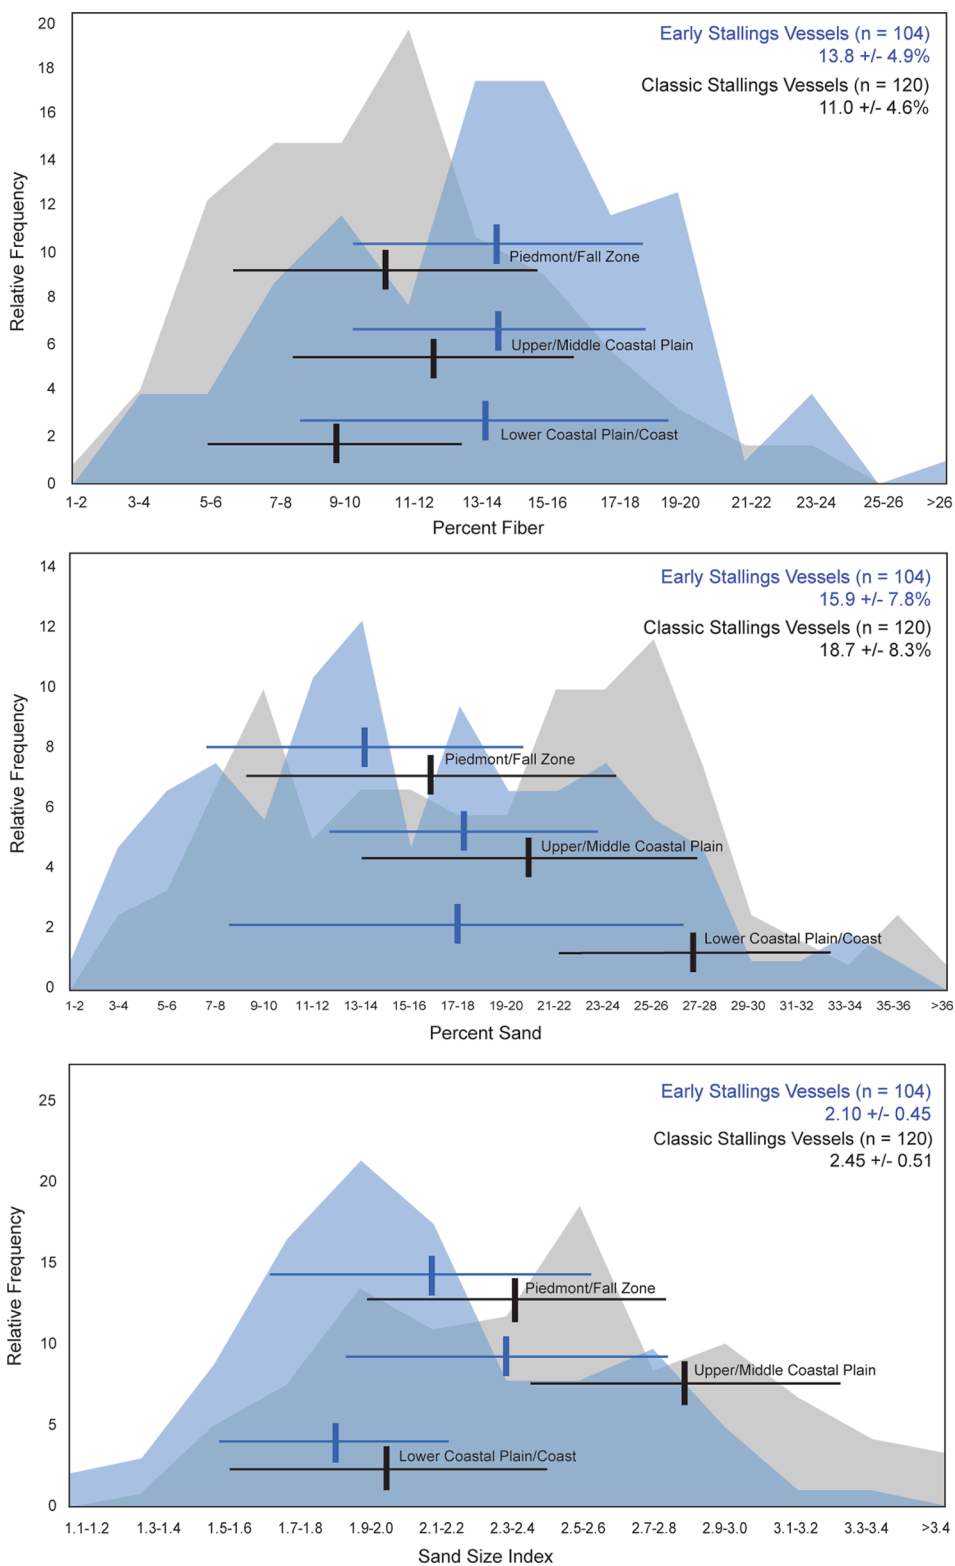 20
18
16
14
12
10
8
6
4
2
0
Relative Frequency
Early Stallings Vessels (n = 104)
13.8 +/- 4.9%
Classic Stallings Vessels (n = 120)
11.0 +/- 4.6%
Piedmont/Fall Zone
Upper/Middle Coastal Plain
Lower Coastal Plain/Coast
1-2 3-4 5-6 7-8 9-10 11-12 13-14 15-16 17-18 19-20 21-22 23-24 25-26 >26
Percent Fiber
14
12
10
8
6
4
2
0
Relative Frequency
Early Stallings Vessels (n = 104)
15.9 +/- 7.8%
Classic Stallings Vessels (n = 120)
18.7 +/- 8.3%
Piedmont/Fall Zone
Upper/Middle Coastal Plain
Lower Coastal Plain/Coast
1-2 3-4 5-6 7-8 9-10 11-12 13-14 15-16 17-18 19-20 21-22 23-24 25-26 27-28 29-30 31-32 33-34 35-36 >36
Percent Sand
25
20
15
10
5
0
Relative Frequency
Early Stallings Vessels (n = 104)
2.10 +/- 0.45
Classic Stallings Vessels (n = 120)
2.45 +/- 0.51
Piedmont/Fall Zone
Upper/Middle Coastal Plain
Lower Coastal Plain/Coast
1.1-1.2 1.3-1.4 1.5-1.6 1.7-1.8 1.9-2.0 2.1-2.2 2.3-2.4 2.5-2.6 2.7-2.8 2.9-3.0 3.1-3.2 3.3-3.4 >3.4
Sand Size Index